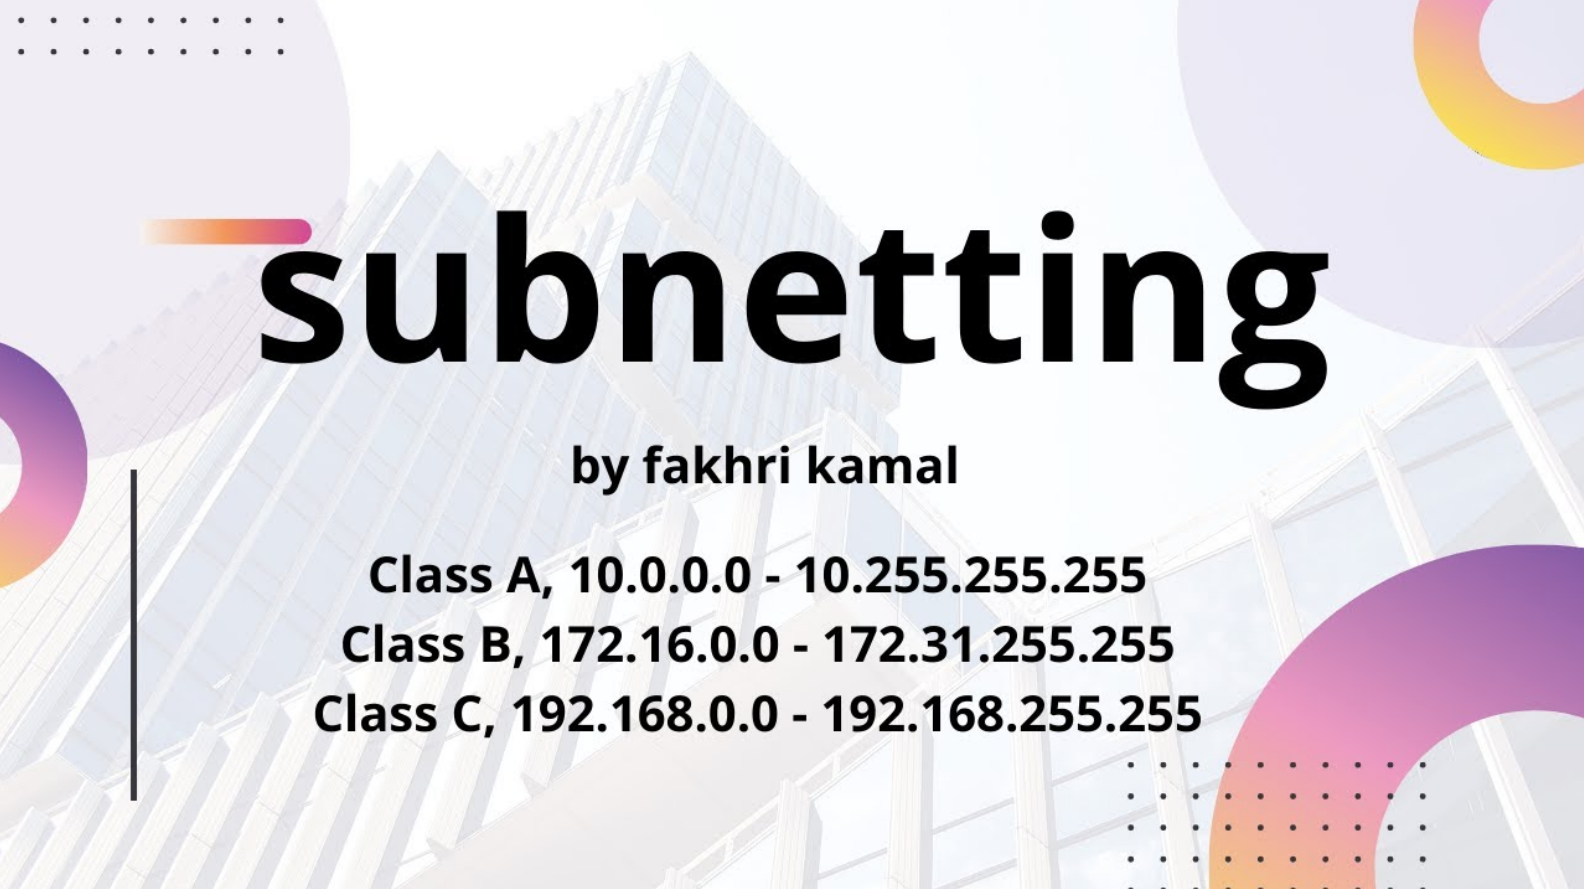 subnetting
by fakhri kamal
Class A, 10.0.0.0 - 10.255.255.255
Class B, 172.16.0.0 - 172.31.255.255
Class C, 192.168.0.0 - 192.168.255.255